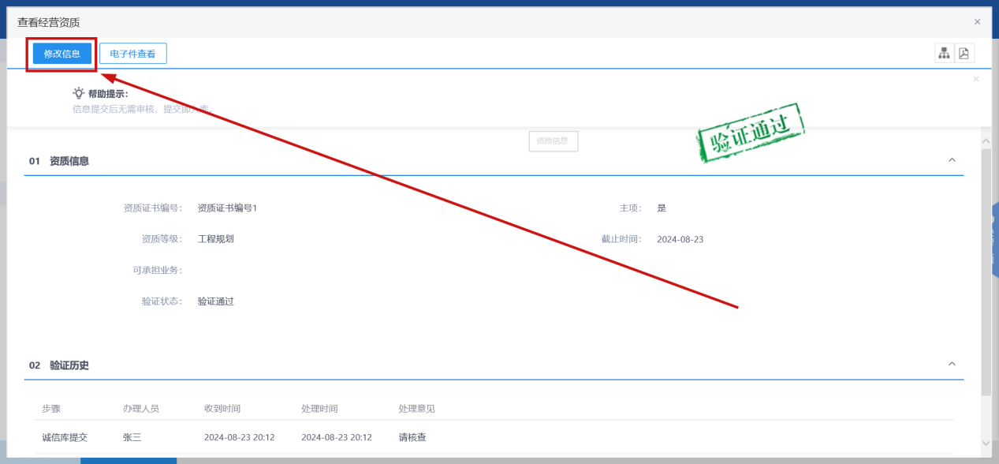 查看经营资质
修改信息 电子件查看
帮助提示:
信息提交后无需审核，提交即入库。
资质信息
验证通过
01 资质信息
资质证书编号: 资质证书编号1 主项: 是
资质等级: 工程规划 截止时间: 2024-08-23
可承担业务:
验证状态: 验证通过
02 验证历史
步骤 办理人员 收到时间 处理时间 处理意见
诚信库提交 张三 2024-08-23 20:12 2024-08-23 20:12 请核查